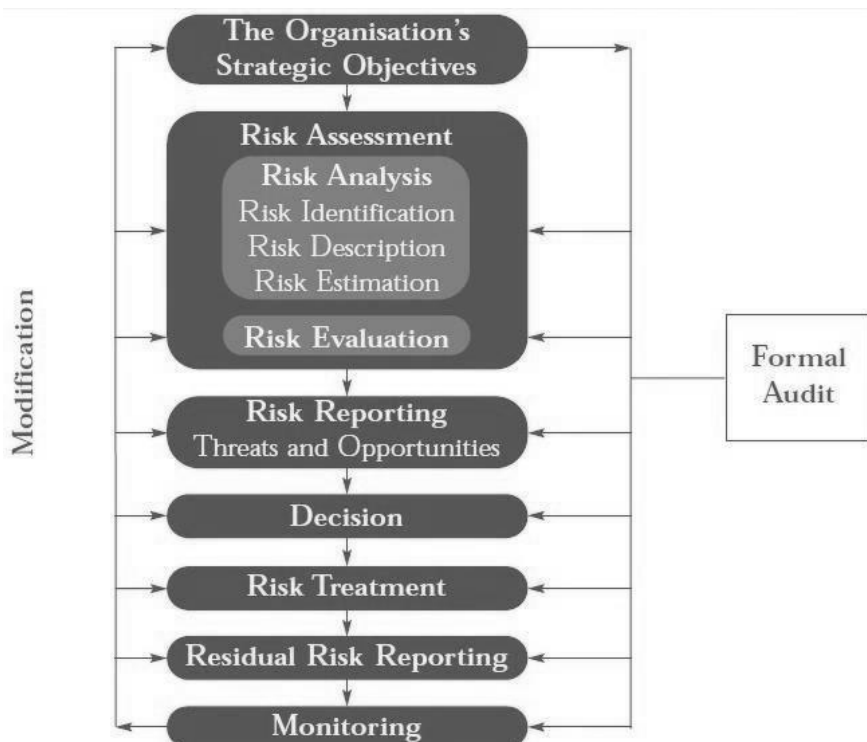 The Organisation's
Strategic Objectives
Risk Assessment
Risk Analysis
Risk Identification
Risk Description
Risk Estimation
Risk Evaluation
Risk Reporting
Threats and Opportunities
Decision
Risk Treatment
Residual Risk Reporting
Monitoring
Modification
Formal
Audit